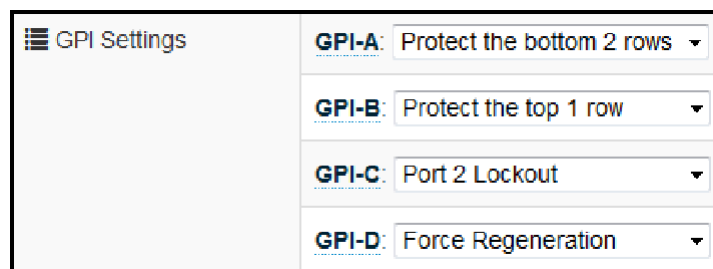 GPI Settings
GPI-A: Protect the bottom 2 rows
GPI-B: Protect the top 1 row
GPI-C: Port 2 Lockout
GPI-D: Force Regeneration